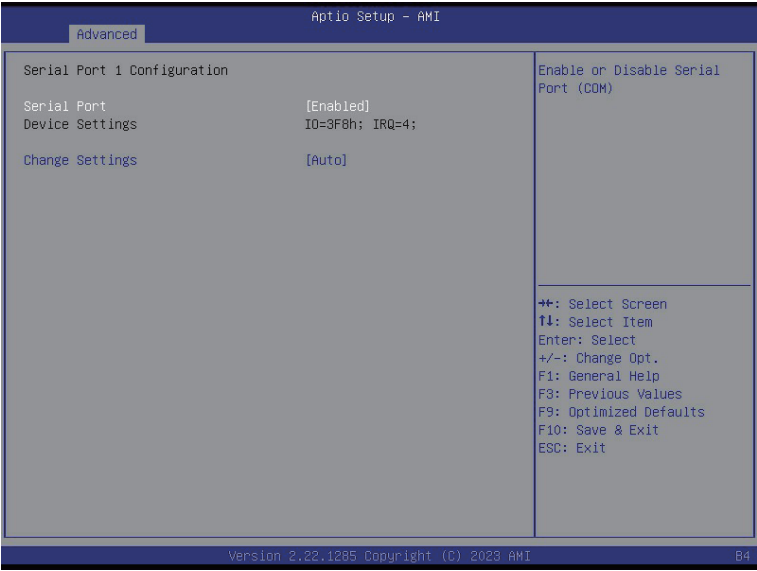 Aptio Setup – AMI
Advanced
Serial Port 1 Configuration
Serial Port [Enabled]
Device Settings IO=3F8h; IRQ=4;
Change Settings [Auto]
Enable or Disable Serial
Port (COM)
→←: Select Screen
↑↓: Select Item
Enter: Select
+/-: Change Opt.
F1: General Help
F3: Previous Values
F9: Optimized Defaults
F10: Save & Exit
ESC: Exit
Version 2.22.1285 Copyright (C) 2023 AMI
B4